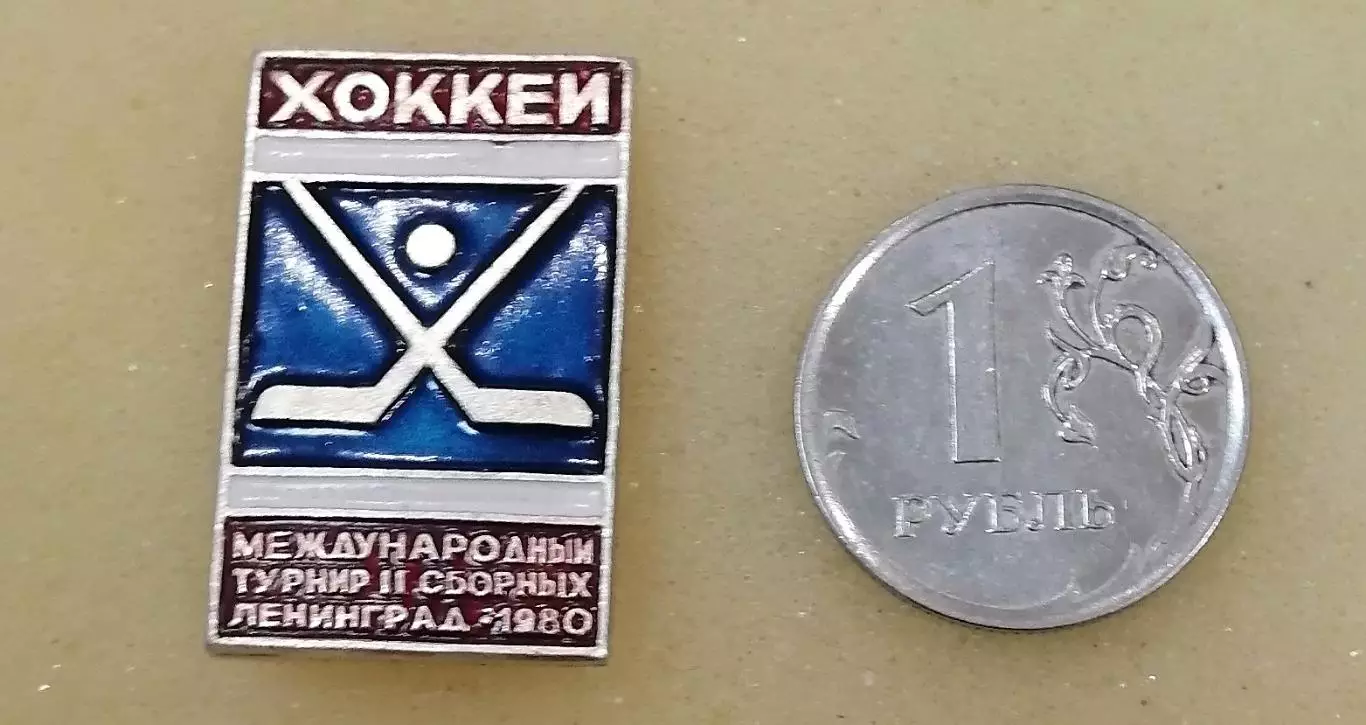 ХОККЕЙ
МЕЖДУНАРОДНЫЙ
ТУРНИР II СБОРНЫХ
ЛЕНИНГРАД-1980
1
РУБЛЬ